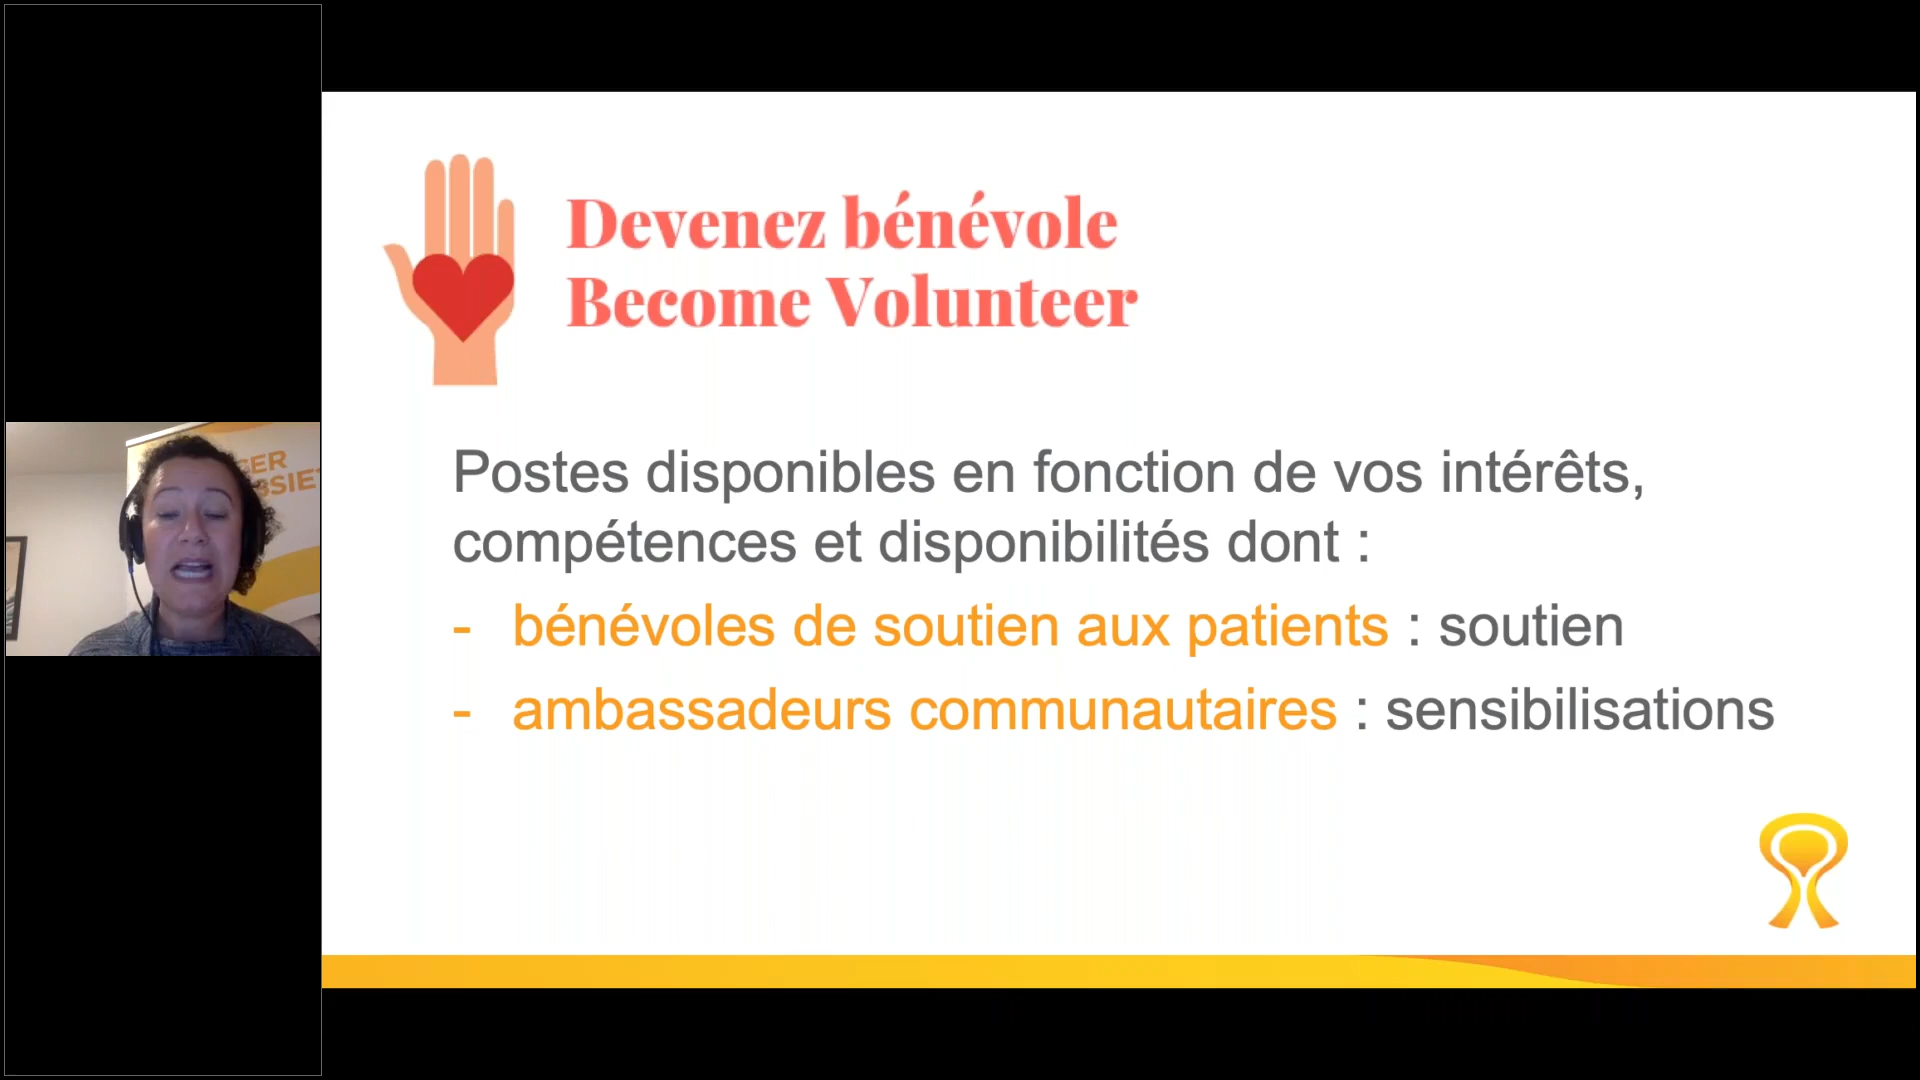 Devenez bénévole
Become Volunteer
Postes disponibles en fonction de vos intérêts,
compétences et disponibilités dont :
- bénévoles de soutien aux patients : soutien
- ambassadeurs communautaires : sensibilisations